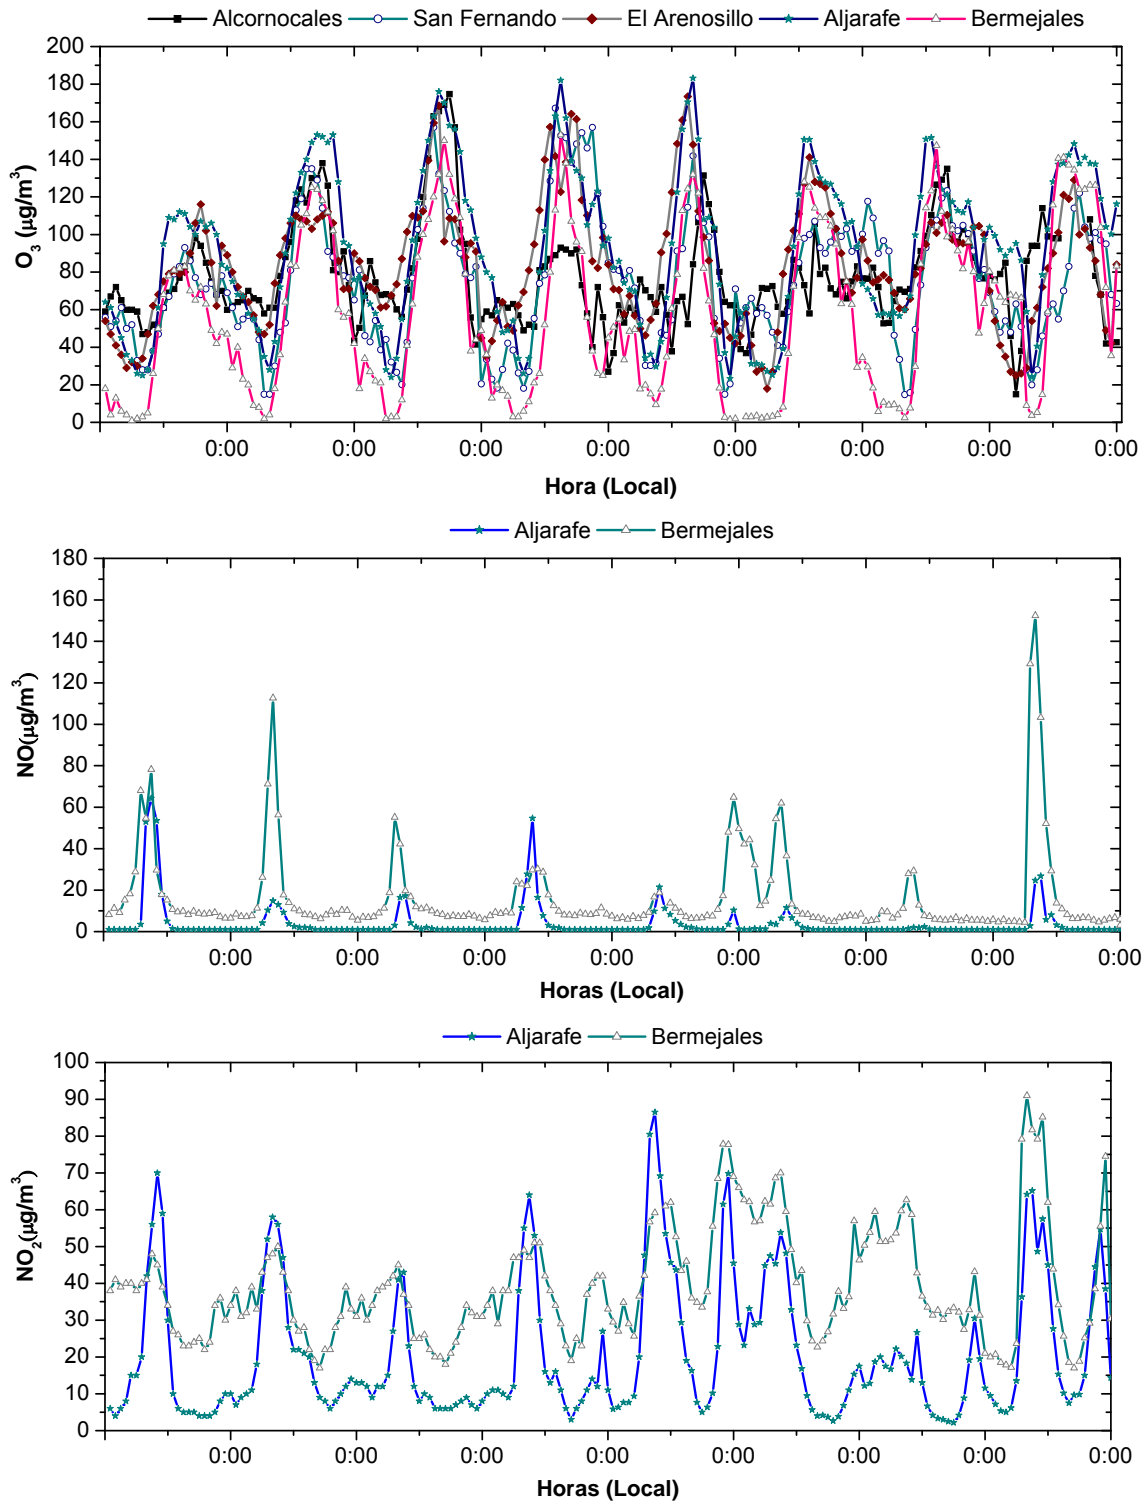 Alcornocales San Fernando El Arenosillo Aljarafe Bermejales
200
180
160
140
120
100
80
60
40
20
0
O3 (μg/m3)
0:00 0:00 0:00 0:00 0:00 0:00 0:00 0:00
Hora (Local)
Aljarafe Bermejales
180
160
140
120
100
80
60
40
20
0
NO(μg/m3)
0:00 0:00 0:00 0:00 0:00 0:00 0:00 0:00
Horas (Local)
Aljarafe Bermejales
100
90
80
70
60
50
40
30
20
10
0
NO2(μg/m3)
0:00 0:00 0:00 0:00 0:00 0:00 0:00 0:00
Horas (Local)